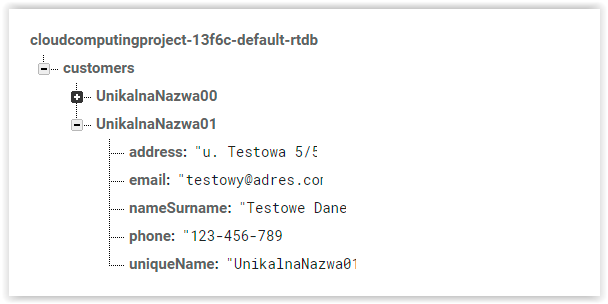 cloudcomputingproject-13f6c-default-rtdb
customers
UnikalnaNazwa00
UnikalnaNazwa01
address: "u. Testowa 5/5
email: "testowy@adres.com
nameSurname: "Testowe Dane
phone: "123-456-789
uniqueName: "UnikalnaNazwa01